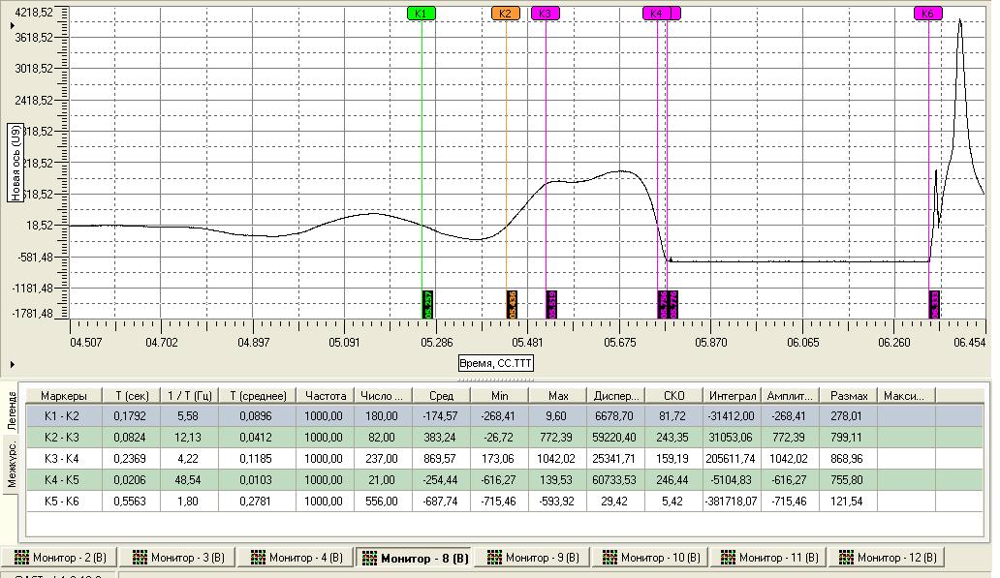 4218,52
K1 K2 K3 K4 K6
3618,52
3018,52
2418,52
818,52
218,52
618,52
Новая ось (U9)
18,52
-581,48
-1181,48
-1781,48
05.257 05.436 05.519 05.756 05.776 06.333
04.507 04.702 04.897 05.091 05.286 05.481 05.675 05.870 06.065 06.260 06.454
Время, СС.ТТТ
Легенда
Межкурс.
Маркеры T (сек) 1 / T (Гц) T (среднее) Частота Число ... Сред Min Max Диспер... СКО Интеграл Амплит... Размах Макси...
K1 - K2 0,1792 5,58 0,0896 1000,00 180,00 -174,57 -268,41 9,60 6678,70 81,72 -31412,00 -268,41 278,01
K2 - K3 0,0824 12,13 0,0412 1000,00 82,00 383,24 -26,72 772,39 59220,40 243,35 31053,06 772,39 799,11
K3 - K4 0,2369 4,22 0,1185 1000,00 237,00 869,57 173,06 1042,02 25341,71 159,19 205611,74 1042,02 868,96
K4 - K5 0,0206 48,54 0,0103 1000,00 21,00 -254,44 -616,27 139,53 60733,53 246,44 -5104,83 -616,27 755,80
K5 - K6 0,5563 1,80 0,2781 1000,00 556,00 -687,74 -715,46 -593,92 29,42 5,42 -381718,07 -715,46 121,54
Монитор - 2 (В) Монитор - 3 (В) Монитор - 4 (В) Монитор - 8 (В) Монитор - 9 (В) Монитор - 10 (В) Монитор - 11 (В) Монитор - 12 (В)